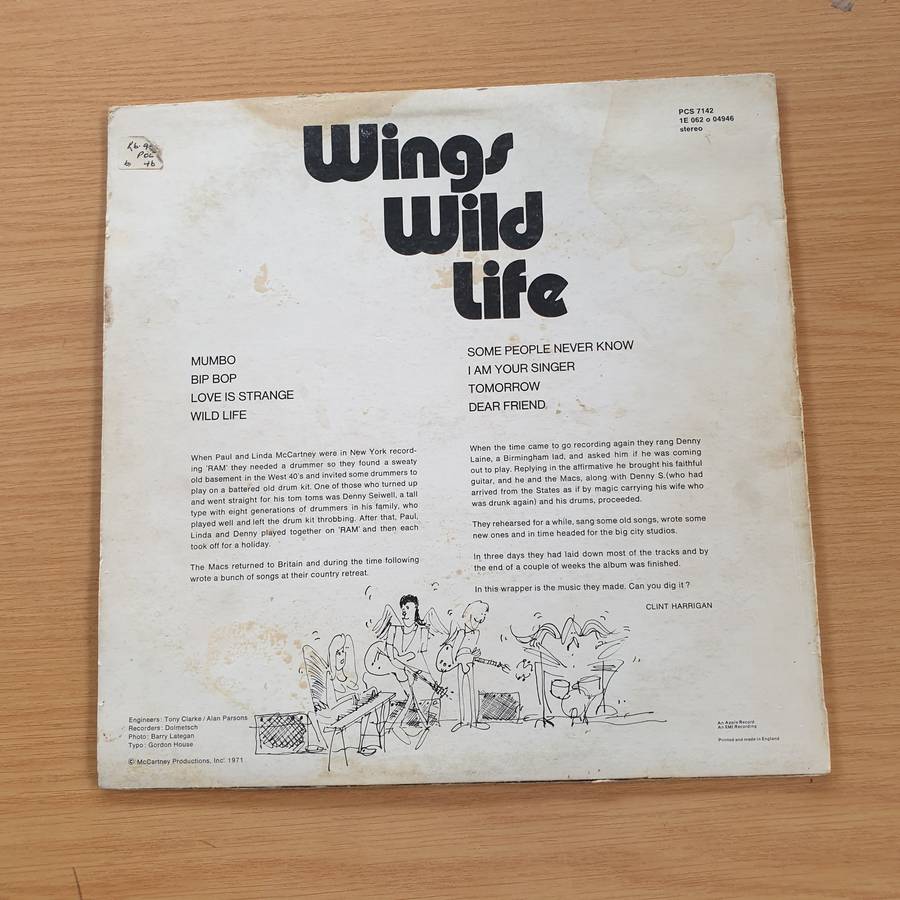 PCS 7142
1E 062 o 04946
stereo
Wings
Wild
Life
MUMBO
BIP BOP
LOVE IS STRANGE
WILD LIFE
SOME PEOPLE NEVER KNOW
I AM YOUR SINGER
TOMORROW
DEAR FRIEND
When Paul and Linda McCartney were in New York record-
ing 'RAM' they needed a drummer so they found a sweaty
old basement in the West 40's and invited some drummers to
play on a battered old drum kit. One of those who turned up
and went straight for his tom toms was Denny Seiwell, a tall
type with eight generations of drummers in his family, who
played well and left the drum kit throbbing. After that, Paul,
Linda and Denny played together on 'RAM' and then each
took off for a holiday.
The Macs returned to Britain and during the time following
wrote a bunch of songs at their country retreat.
When the time came to go recording again they rang Denny
Laine, a Birmingham lad, and asked him if he was coming
out to play. Replying in the affirmative he brought his faithful
guitar, and he and the Macs, along with Denny S.(who had
arrived from the States as if by magic carrying his wife who
was drunk again) and his drums, proceeded.
They rehearsed for a while, sang some old songs, wrote some
new ones and in time headed for the big city studios.
In three days they had laid down most of the tracks and by
the end of a couple of weeks the album was finished.
In this wrapper is the music they made. Can you dig it?
CLINT HARRIGAN
Engineers: Tony Clarke / Alan Parsons
Recorders: Dolmetsch
Photo: Barry Lategan
Typo: Gordon House
© McCartney Productions, Inc. 1971
An Apple Record
An EMI Recording
Printed and made in England